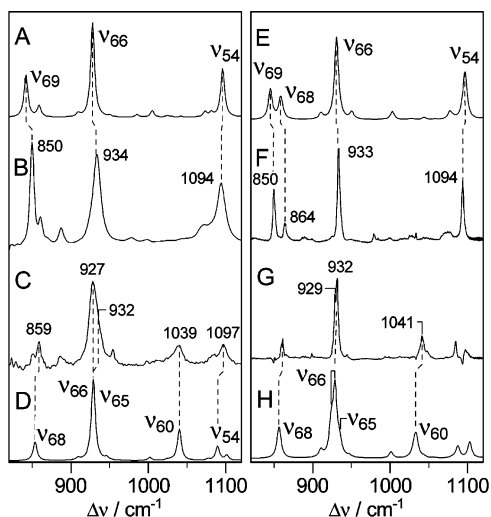 A ν69 ν66 ν54
B 850 934 1094
C 859 927 932 1039 1097
D ν68 ν66 ν65 ν60 ν54
900 1000 1100
Δν / cm-1
E ν69 ν68 ν66 ν54
F 850 864 933 1094
G 929 932 1041
H ν68 ν66 ν65 ν60
900 1000 1100
Δν / cm-1